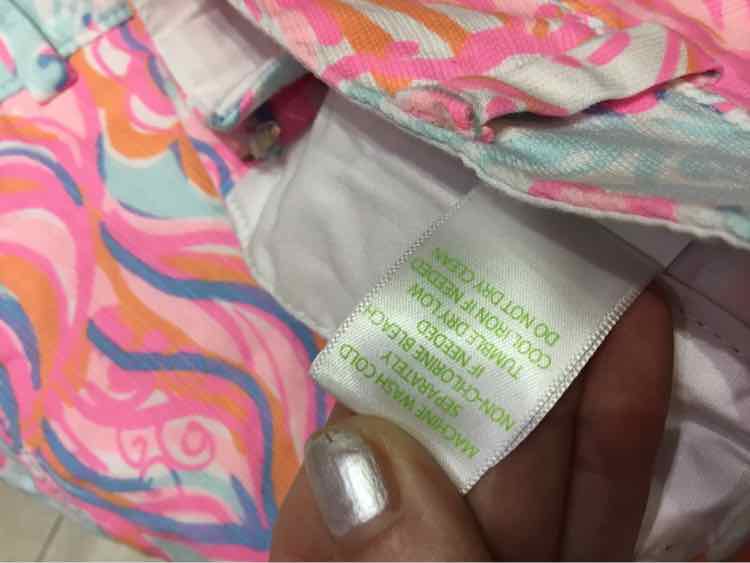 MACHINE WASH COLD
SEPARATELY
NON-CHLORINE BLEACH
IF NEEDED
TUMBLE DRY LOW
COOL IRON IF NEEDED
DO NOT DRY CLEAN